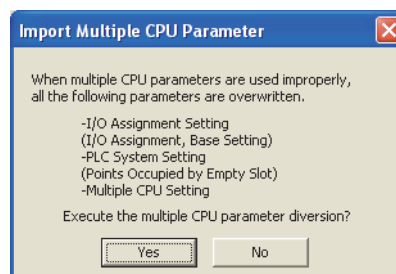 Import Multiple CPU Parameter
When multiple CPU parameters are used improperly,
all the following parameters are overwritten.
-I/O Assignment Setting
(I/O Assignment, Base Setting)
-PLC System Setting
(Points Occupied by Empty Slot)
-Multiple CPU Setting
Execute the multiple CPU parameter diversion?
Yes No